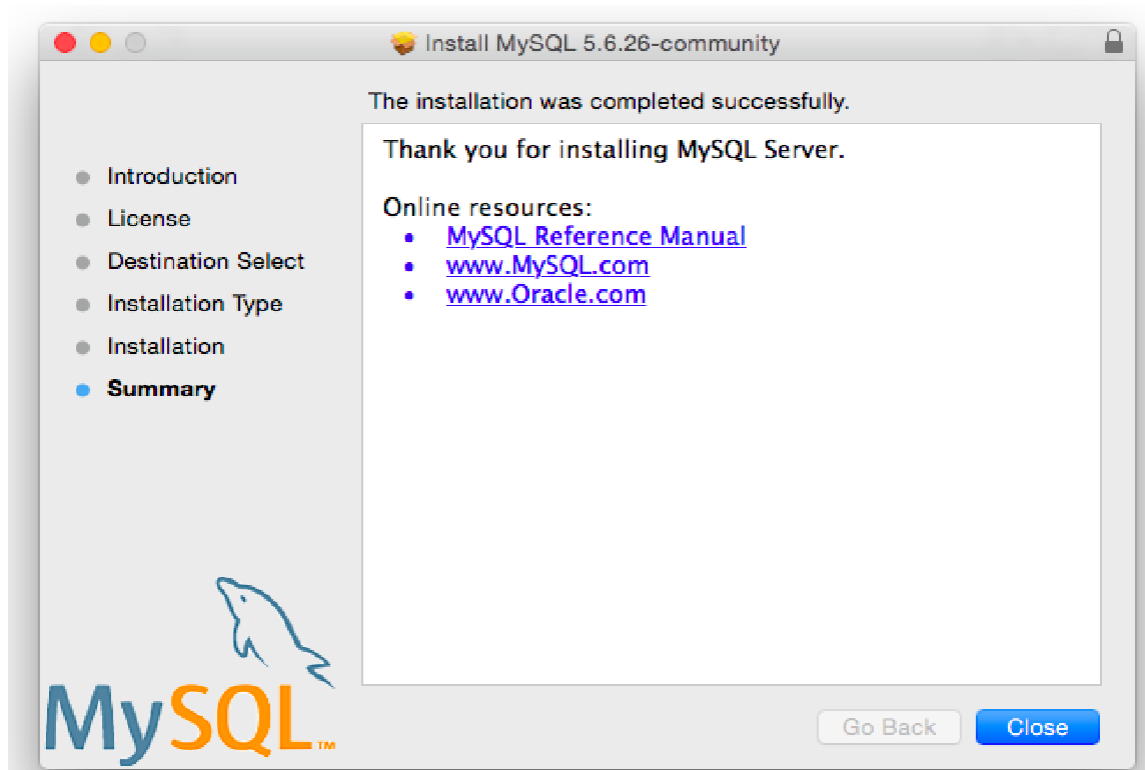 Install MySQL 5.6.26-community
The installation was completed successfully.
Introduction
License
Destination Select
Installation Type
Installation
Summary
Thank you for installing MySQL Server.
Online resources:
• MySQL Reference Manual
• www.MySQL.com
• www.Oracle.com
MySQL™
Go Back
Close